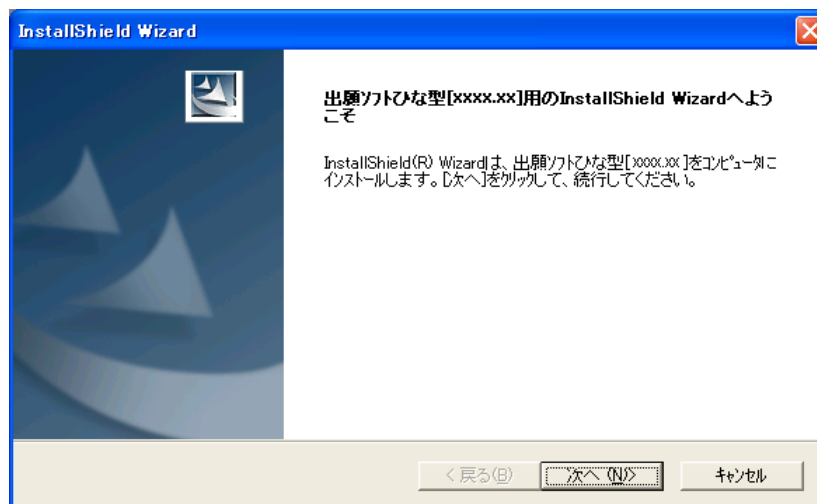 InstallShield Wizard
出願ソフトひな型[xxxx.xx]用のInstallShield Wizardへよう
こそ
InstallShield(R) Wizardは、出願ソフトひな型[xxxx.xx]をコンピュータに
インストールします。[次へ]をクリックして、続行してください。
< 戻る(B) 次へ (N)> キャンセル